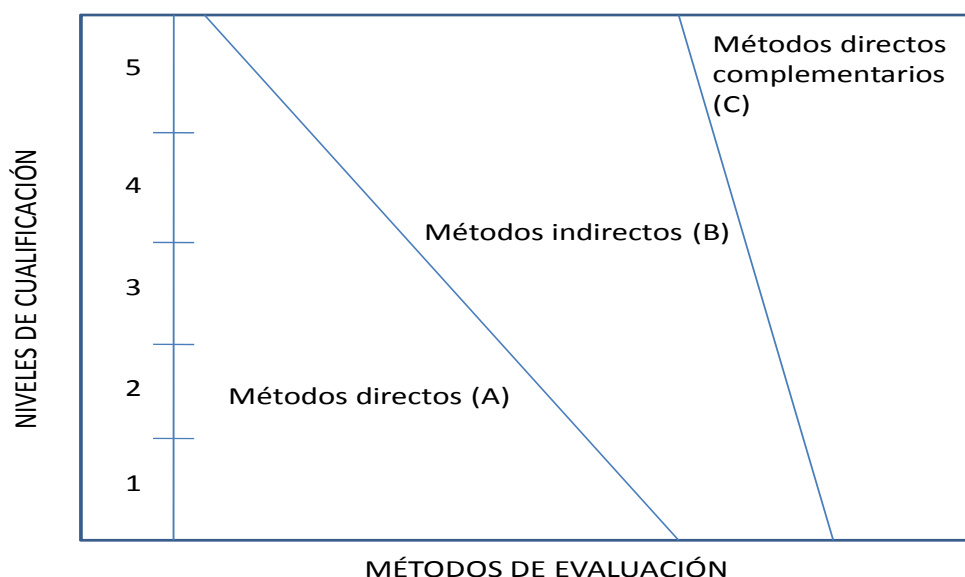 Métodos directos
complementarios
(C)
5
4
Métodos indirectos (B)
3
2
Métodos directos (A)
1
NIVELES DE CUALIFICACIÓN
MÉTODOS DE EVALUACIÓN